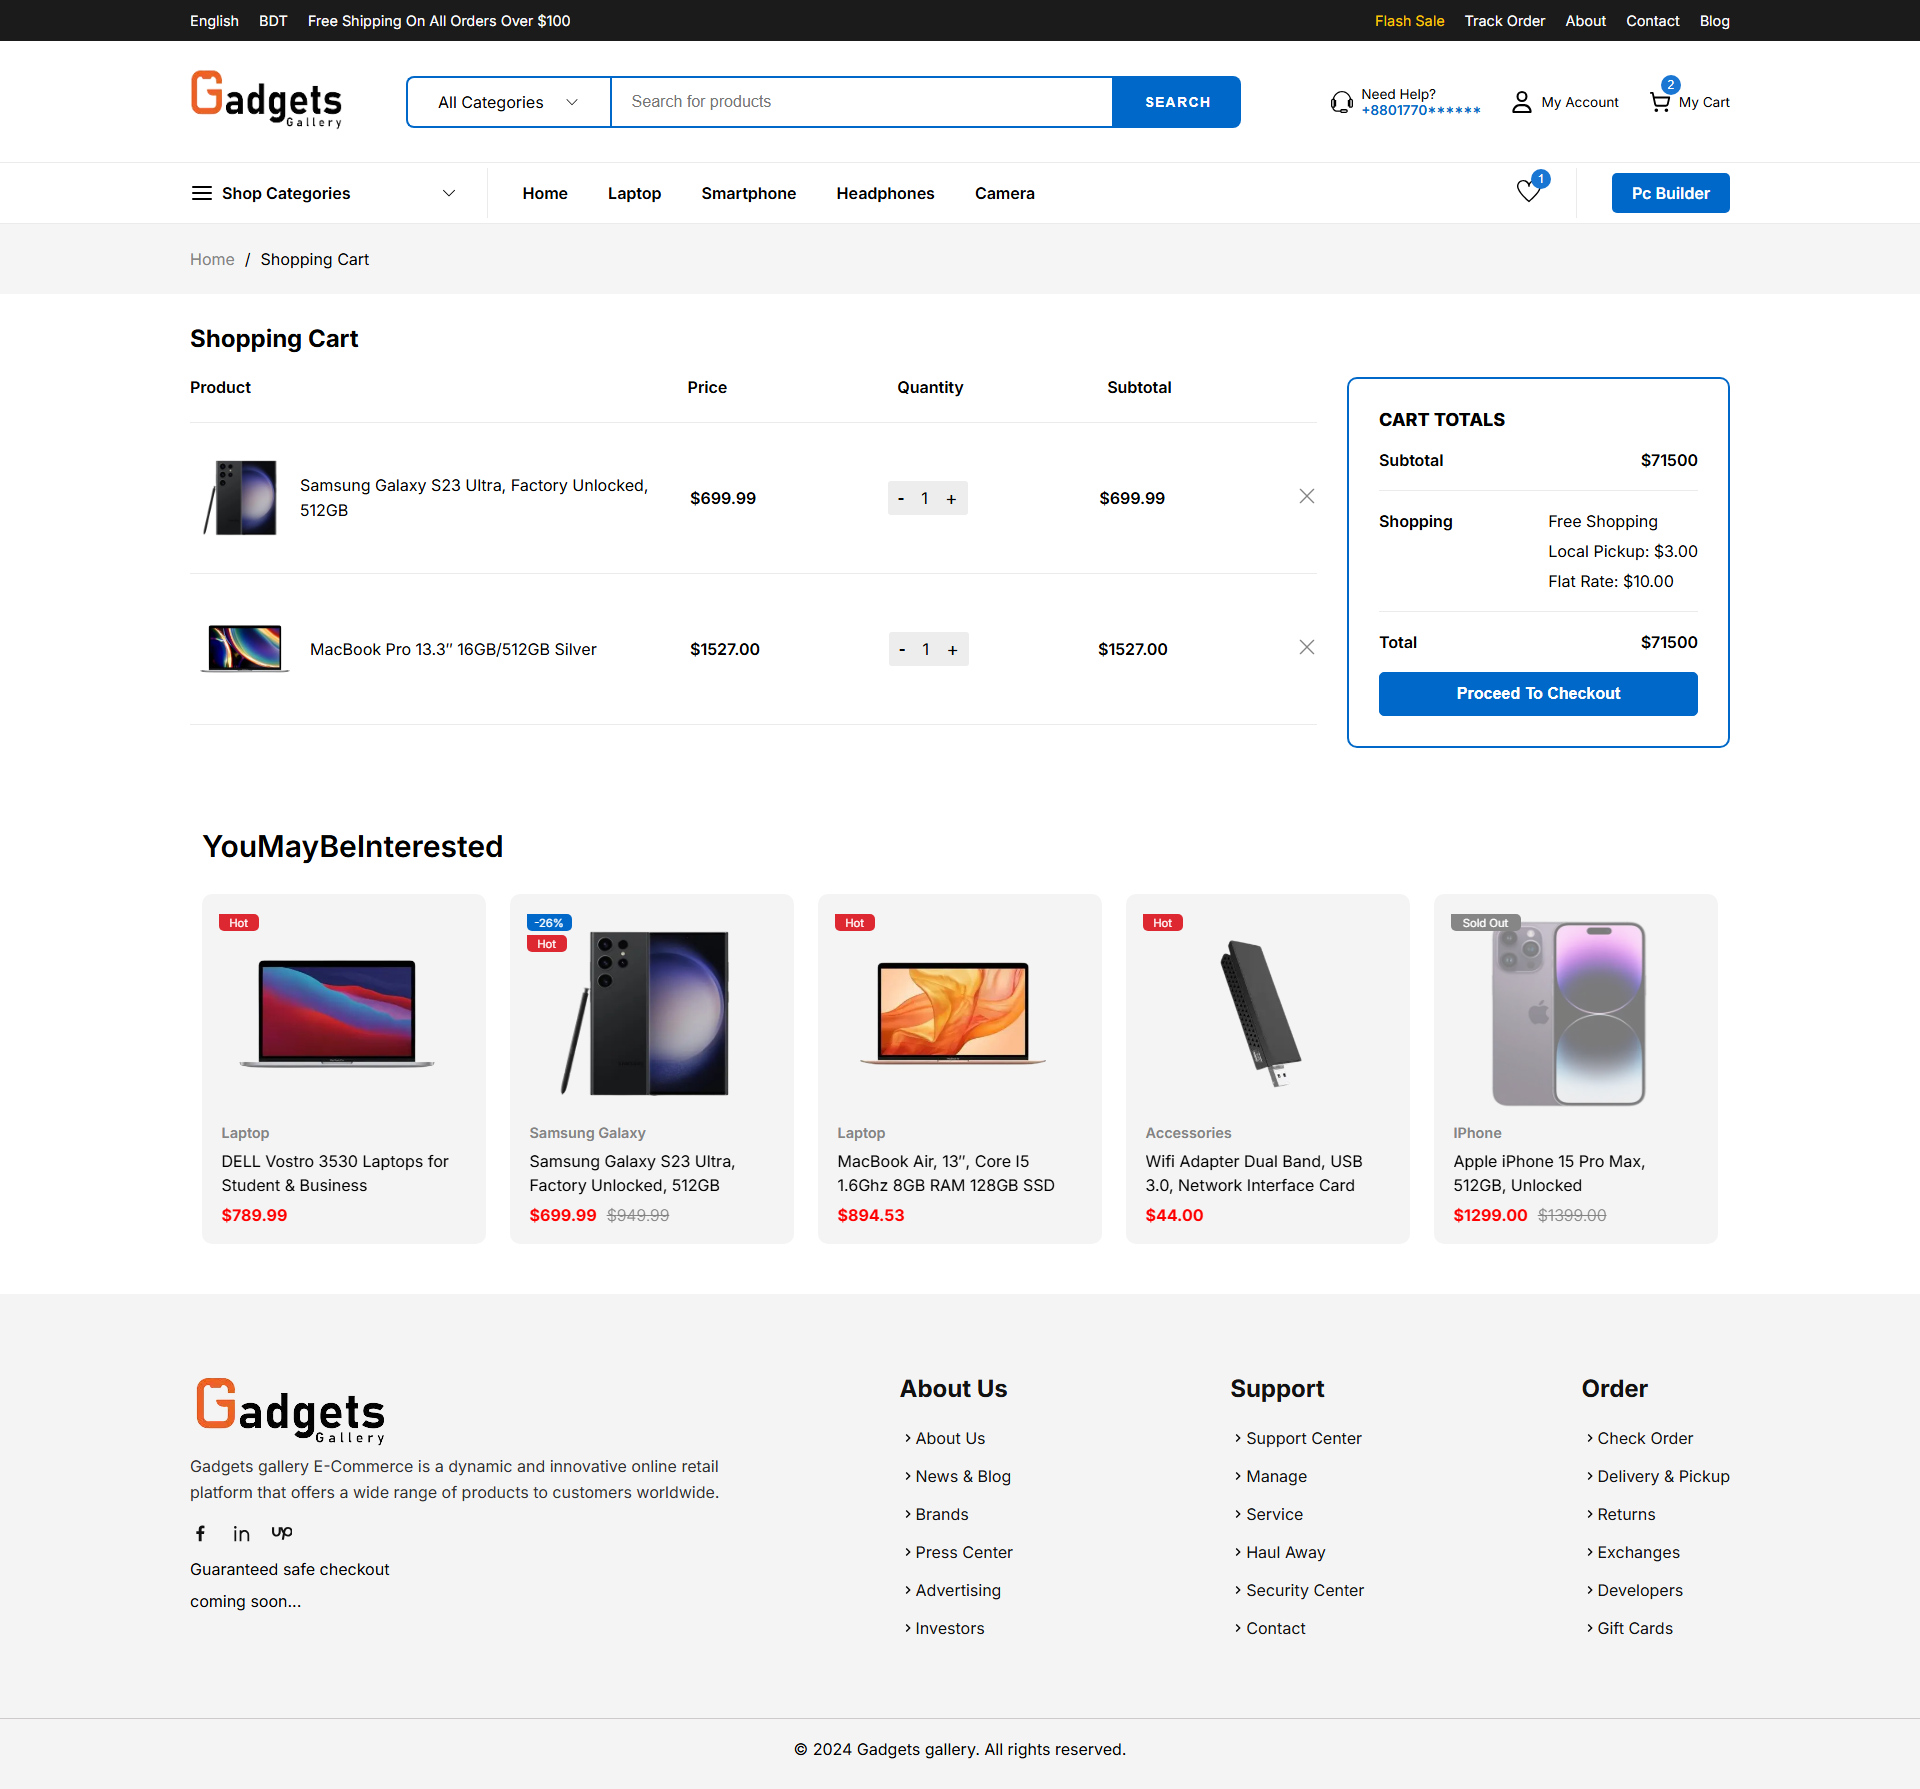 English BDT Free Shipping On All Orders Over $100 Flash Sale Track Order About Contact Blog
Gadgets
Gallery
All Categories Search for products SEARCH
Need Help?
+8801770******
My Account 2 My Cart
Shop Categories Home Laptop Smartphone Headphones Camera 1 Pc Builder
Home / Shopping Cart
Shopping Cart
Product Price Quantity Subtotal
Samsung Galaxy S23 Ultra, Factory Unlocked,
512GB
$699.99 - 1 + $699.99
MacBook Pro 13.3″ 16GB/512GB Silver $1527.00 - 1 + $1527.00
CART TOTALS
Subtotal $71500
Shopping Free Shopping
Local Pickup: $3.00
Flat Rate: $10.00
Total $71500
Proceed To Checkout
YouMayBeInterested
Hot
Laptop
DELL Vostro 3530 Laptops for
Student & Business
$789.99
-26%
Hot
Samsung Galaxy
Samsung Galaxy S23 Ultra,
Factory Unlocked, 512GB
$699.99 $949.99
Hot
Laptop
MacBook Air, 13″, Core I5
1.6Ghz 8GB RAM 128GB SSD
$894.53
Hot
Accessories
Wifi Adapter Dual Band, USB
3.0, Network Interface Card
$44.00
Sold Out
IPhone
Apple iPhone 15 Pro Max,
512GB, Unlocked
$1299.00 $1399.00
Gadgets
Gallery
Gadgets gallery E-Commerce is a dynamic and innovative online retail
platform that offers a wide range of products to customers worldwide.
f in up
Guaranteed safe checkout
coming soon...
About Us
About Us
News & Blog
Brands
Press Center
Advertising
Investors
Support
Support Center
Manage
Service
Haul Away
Security Center
Contact
Order
Check Order
Delivery & Pickup
Returns
Exchanges
Developers
Gift Cards
© 2024 Gadgets gallery. All rights reserved.